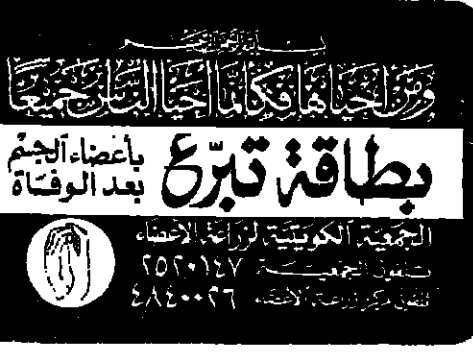 بسم الله الرحمن الرحيم
ومن أحياها فكأنما أحيا الناس جميعا
بطاقة تبرّع بأعضاء الجسم بعد الوفاة
الجمعية الكويتية لزراعة الأعضاء
تلفون الجمعية ٢٥٢٠١٤٧
تلفون مركز زراعة الأعضاء ٤٨٤٠٠٢٦